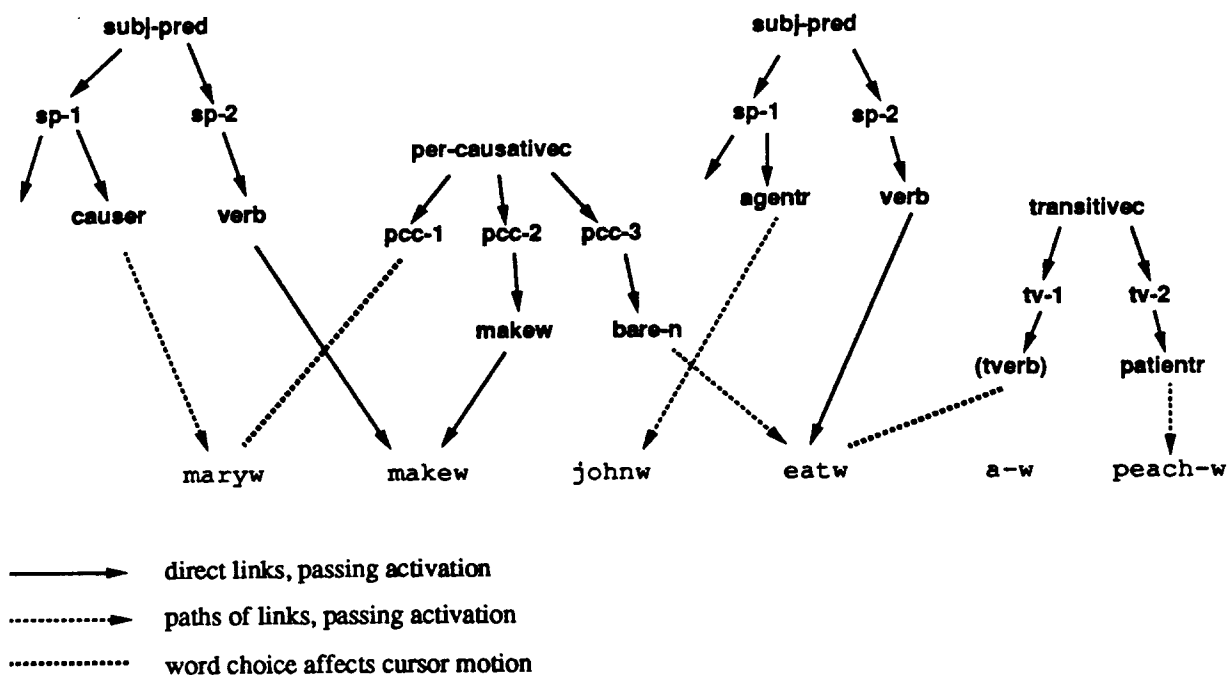 subj-pred subj-pred
sp-1 sp-2 sp-1 sp-2
per-causativec
causer verb agentr verb transitivec
pcc-1 pcc-2 pcc-3
tv-1 tv-2
makew bare-n
(tverb) patientr
maryw makew johnw eatw a-w peach-w
direct links, passing activation
paths of links, passing activation
word choice affects cursor motion